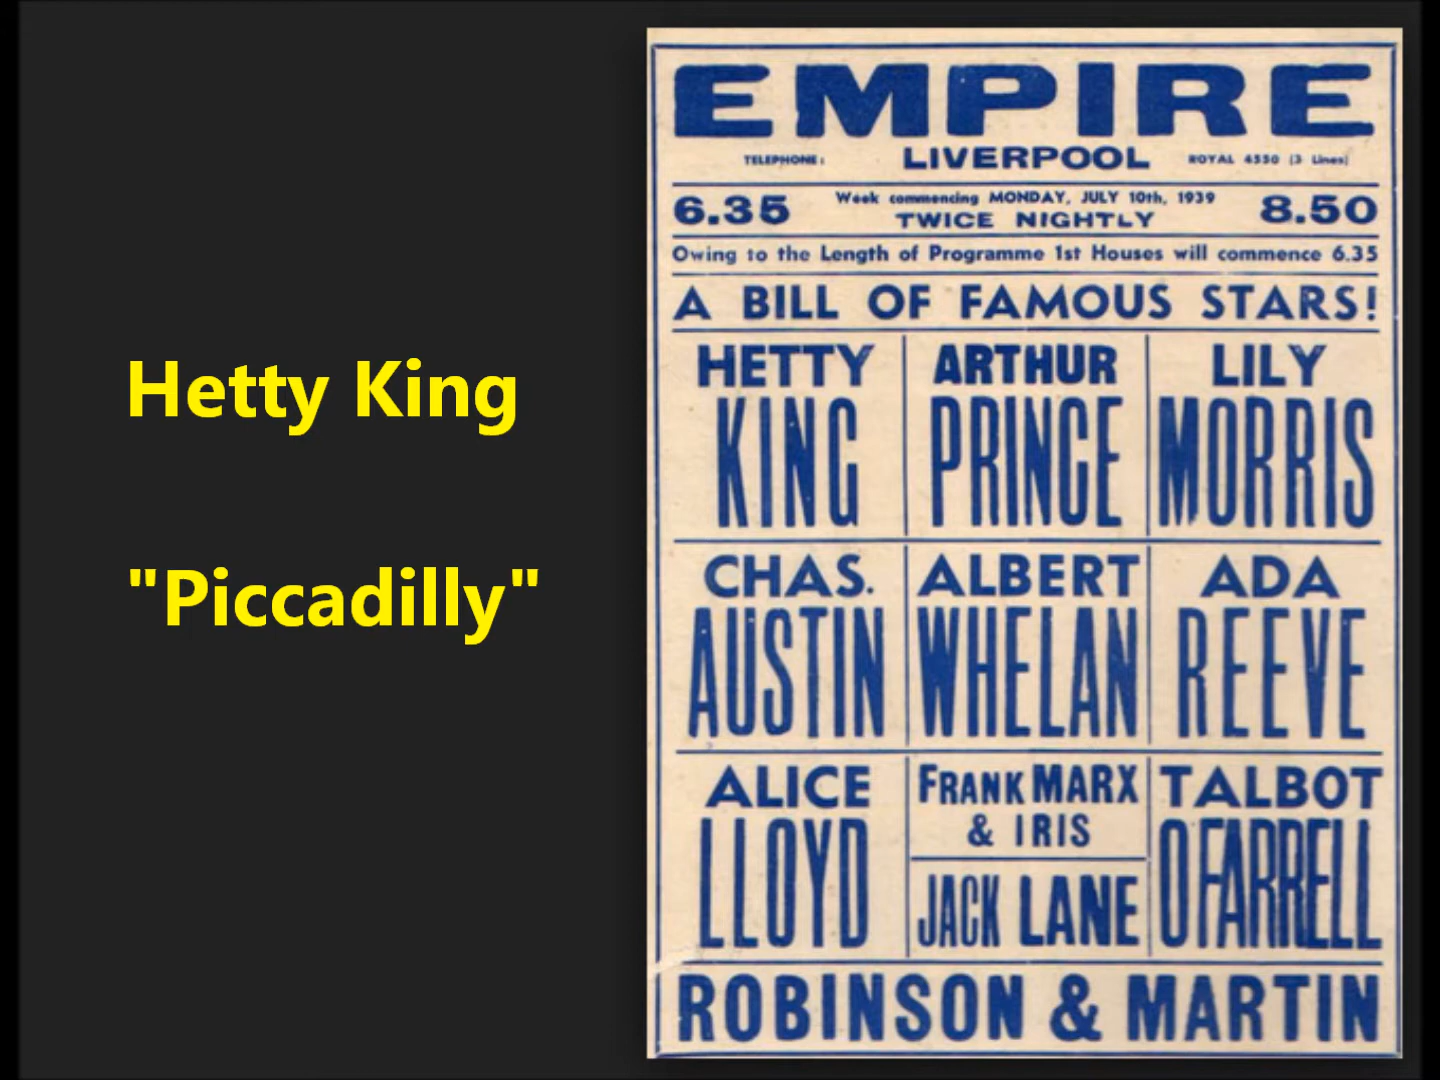 Hetty King
"Piccadilly"
EMPIRE
TELEPHONE: LIVERPOOL ROYAL 4550 (3 Lines)
6.35 Week commencing MONDAY, JULY 10th, 1939 8.50
TWICE NIGHTLY
Owing to the Length of Programme 1st Houses will commence 6.35
A BILL OF FAMOUS STARS!
HETTY
KING
ARTHUR
PRINCE
LILY
MORRIS
CHAS.
AUSTIN
ALBERT
WHELAN
ADA
REEVE
ALICE
LLOYD
FRANK MARX
& IRIS
JACK LANE
TALBOT
OFARRELL
ROBINSON & MARTIN